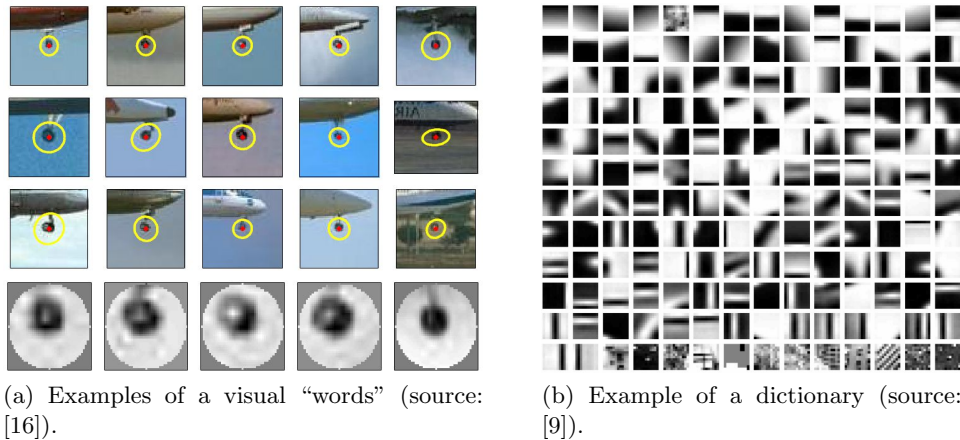 AIR
(a) Examples of a visual “words” (source: [16]).
(b) Example of a dictionary (source: [9]).